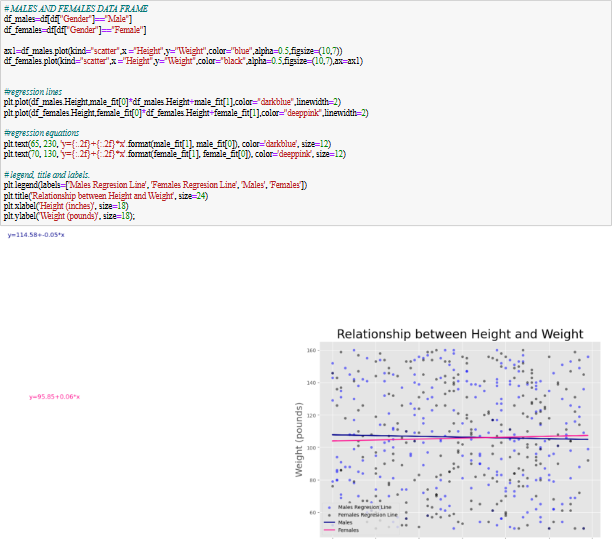 # MALES AND FEMALES DATA FRAME
df_males=df[df["Gender"]=="Male"]
df_females=df[df["Gender"]=="Female"]
ax1=df_males.plot(kind="scatter",x ="Height",y="Weight",color="blue",alpha=0.5,figsize=(10,7))
df_females.plot(kind="scatter",x ="Height",y="Weight",color="black",alpha=0.5,figsize=(10,7),ax=ax1)
#regression lines
plt.plot(df_males.Height,male_fit[0]*df_males.Height+male_fit[1],color="darkblue",linewidth=2)
plt.plot(df_females.Height,female_fit[0]*df_females.Height+female_fit[1],color="deeppink",linewidth=2)
#regression equations
plt.text(65, 230, 'y={:.2f}+{:.2f}*x'.format(male_fit[1], male_fit[0]), color='darkblue', size=12)
plt.text(70, 130, 'y={:.2f}+{:.2f}*x'.format(female_fit[1], female_fit[0]), color='deeppink', size=12)
# legend, title and labels.
plt.legend(labels=['Males Regresion Line', 'Females Regresion Line', 'Males', 'Females'])
plt.title('Relationship between Height and Weight', size=24)
plt.xlabel('Height (inches)', size=18)
plt.ylabel('Weight (pounds)', size=18);
y=114.58+-0.05*x
y=95.85+0.06*x
Relationship between Height and Weight
160
140
120
100
80
60
Weight (pounds)
Males Regresion Line
Females Regresion Line
Males
Females